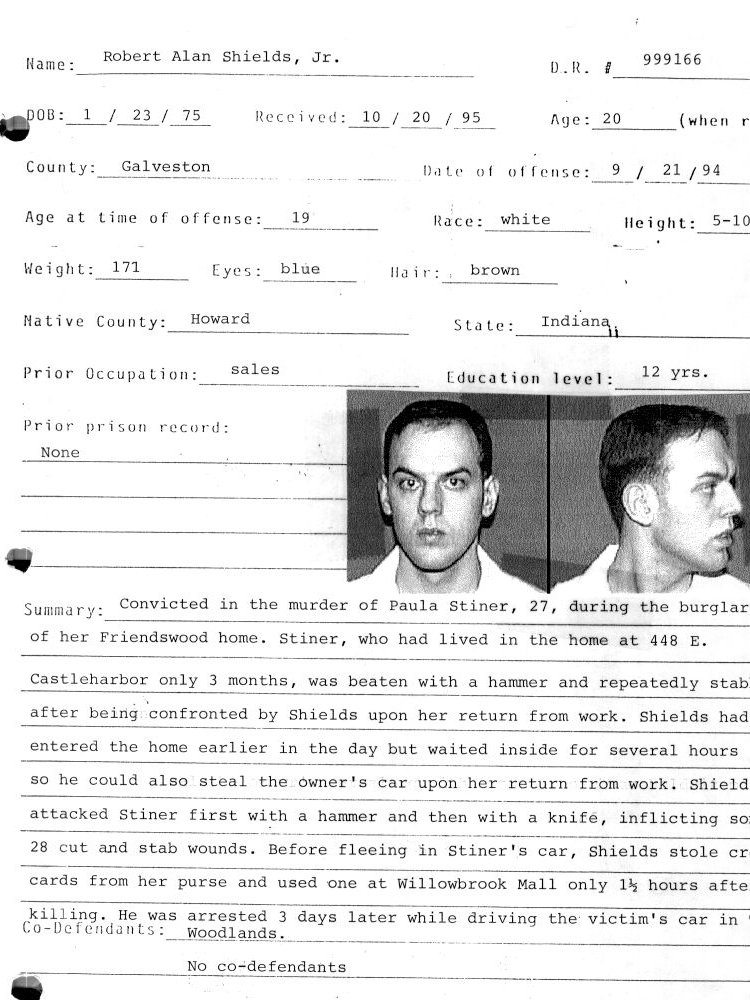 Name: Robert Alan Shields, Jr. D.R. # 999166
DOB: 1 / 23 / 75 Received: 10 / 20 / 95 Age: 20 (when r
County: Galveston Date of offense: 9 / 21 / 94
Age at time of offense: 19 Race: white Height: 5-10
Weight: 171 Eyes: blue Hair: brown
Native County: Howard State: Indiana
Prior Occupation: sales Education level: 12 yrs.
Prior prison record:
None
Summary: Convicted in the murder of Paula Stiner, 27, during the burglar
of her Friendswood home. Stiner, who had lived in the home at 448 E.
Castleharbor only 3 months, was beaten with a hammer and repeatedly stab
after being confronted by Shields upon her return from work. Shields had
entered the home earlier in the day but waited inside for several hours
so he could also steal the owner's car upon her return from work. Shield
attacked Stiner first with a hammer and then with a knife, inflicting so
28 cut and stab wounds. Before fleeing in Stiner's car, Shields stole cr
cards from her purse and used one at Willowbrook Mall only 1½ hours afte
killing. He was arrested 3 days later while driving the victim's car in
Co-Defendants: Woodlands.
No co-defendants